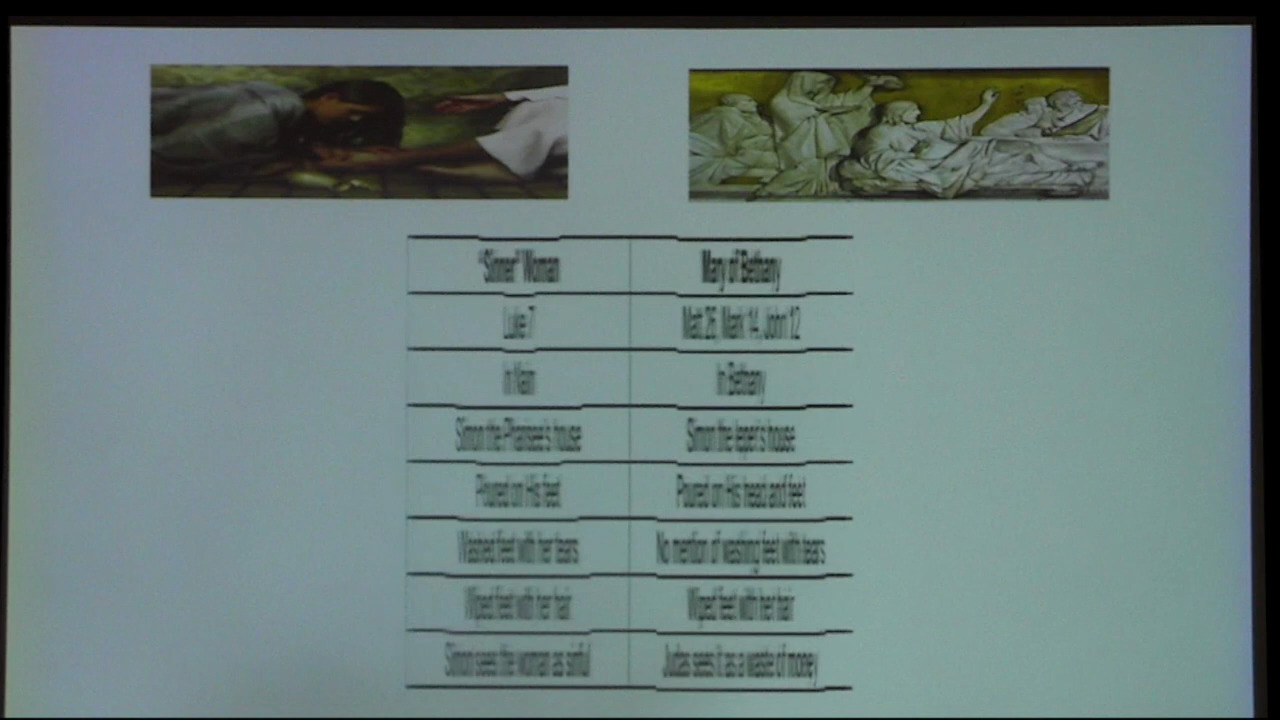 "Sinner" Woman Mary of Bethany
Luke 7 Matt 26, Mark 14, John 12
In Nain In Bethany
Simon the Pharisee's house Simon the leper's house
Poured on His feet Poured on His head and feet
Washed feet with her tears No mention of washing feet with tears
Wiped feet with her hair Wiped feet with her hair
Simon sees the woman as sinful Judas sees it as a waste of money